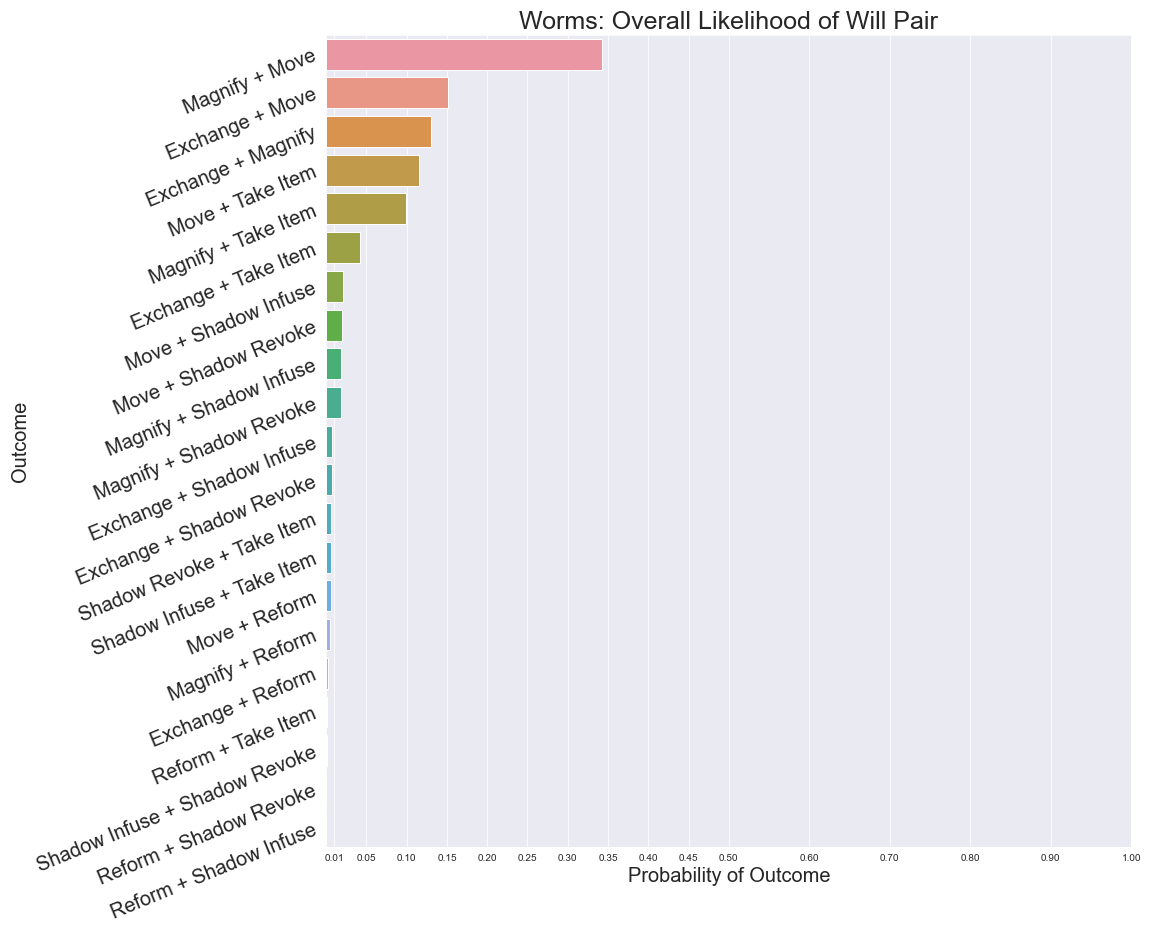 Worms: Overall Likelihood of Will Pair
Magnify + Move
Exchange + Move
Exchange + Magnify
Move + Take Item
Magnify + Take Item
Exchange + Take Item
Move + Shadow Infuse
Move + Shadow Revoke
Magnify + Shadow Infuse
Magnify + Shadow Revoke
Exchange + Shadow Infuse
Exchange + Shadow Revoke
Shadow Revoke + Take Item
Shadow Infuse + Take Item
Move + Reform
Magnify + Reform
Exchange + Reform
Reform + Take Item
Shadow Infuse + Shadow Revoke
Reform + Shadow Revoke
Reform + Shadow Infuse
Outcome
0.01 0.05 0.10 0.15 0.20 0.25 0.30 0.35 0.40 0.45 0.50 0.60 0.70 0.80 0.90 1.00
Probability of Outcome